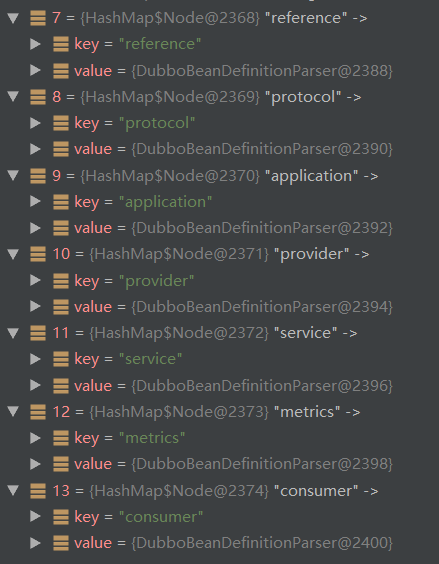 7 = {HashMap$Node@2368} "reference" ->
key = "reference"
value = {DubboBeanDefinitionParser@2388}
8 = {HashMap$Node@2369} "protocol" ->
key = "protocol"
value = {DubboBeanDefinitionParser@2390}
9 = {HashMap$Node@2370} "application" ->
key = "application"
value = {DubboBeanDefinitionParser@2392}
10 = {HashMap$Node@2371} "provider" ->
key = "provider"
value = {DubboBeanDefinitionParser@2394}
11 = {HashMap$Node@2372} "service" ->
key = "service"
value = {DubboBeanDefinitionParser@2396}
12 = {HashMap$Node@2373} "metrics" ->
key = "metrics"
value = {DubboBeanDefinitionParser@2398}
13 = {HashMap$Node@2374} "consumer" ->
key = "consumer"
value = {DubboBeanDefinitionParser@2400}